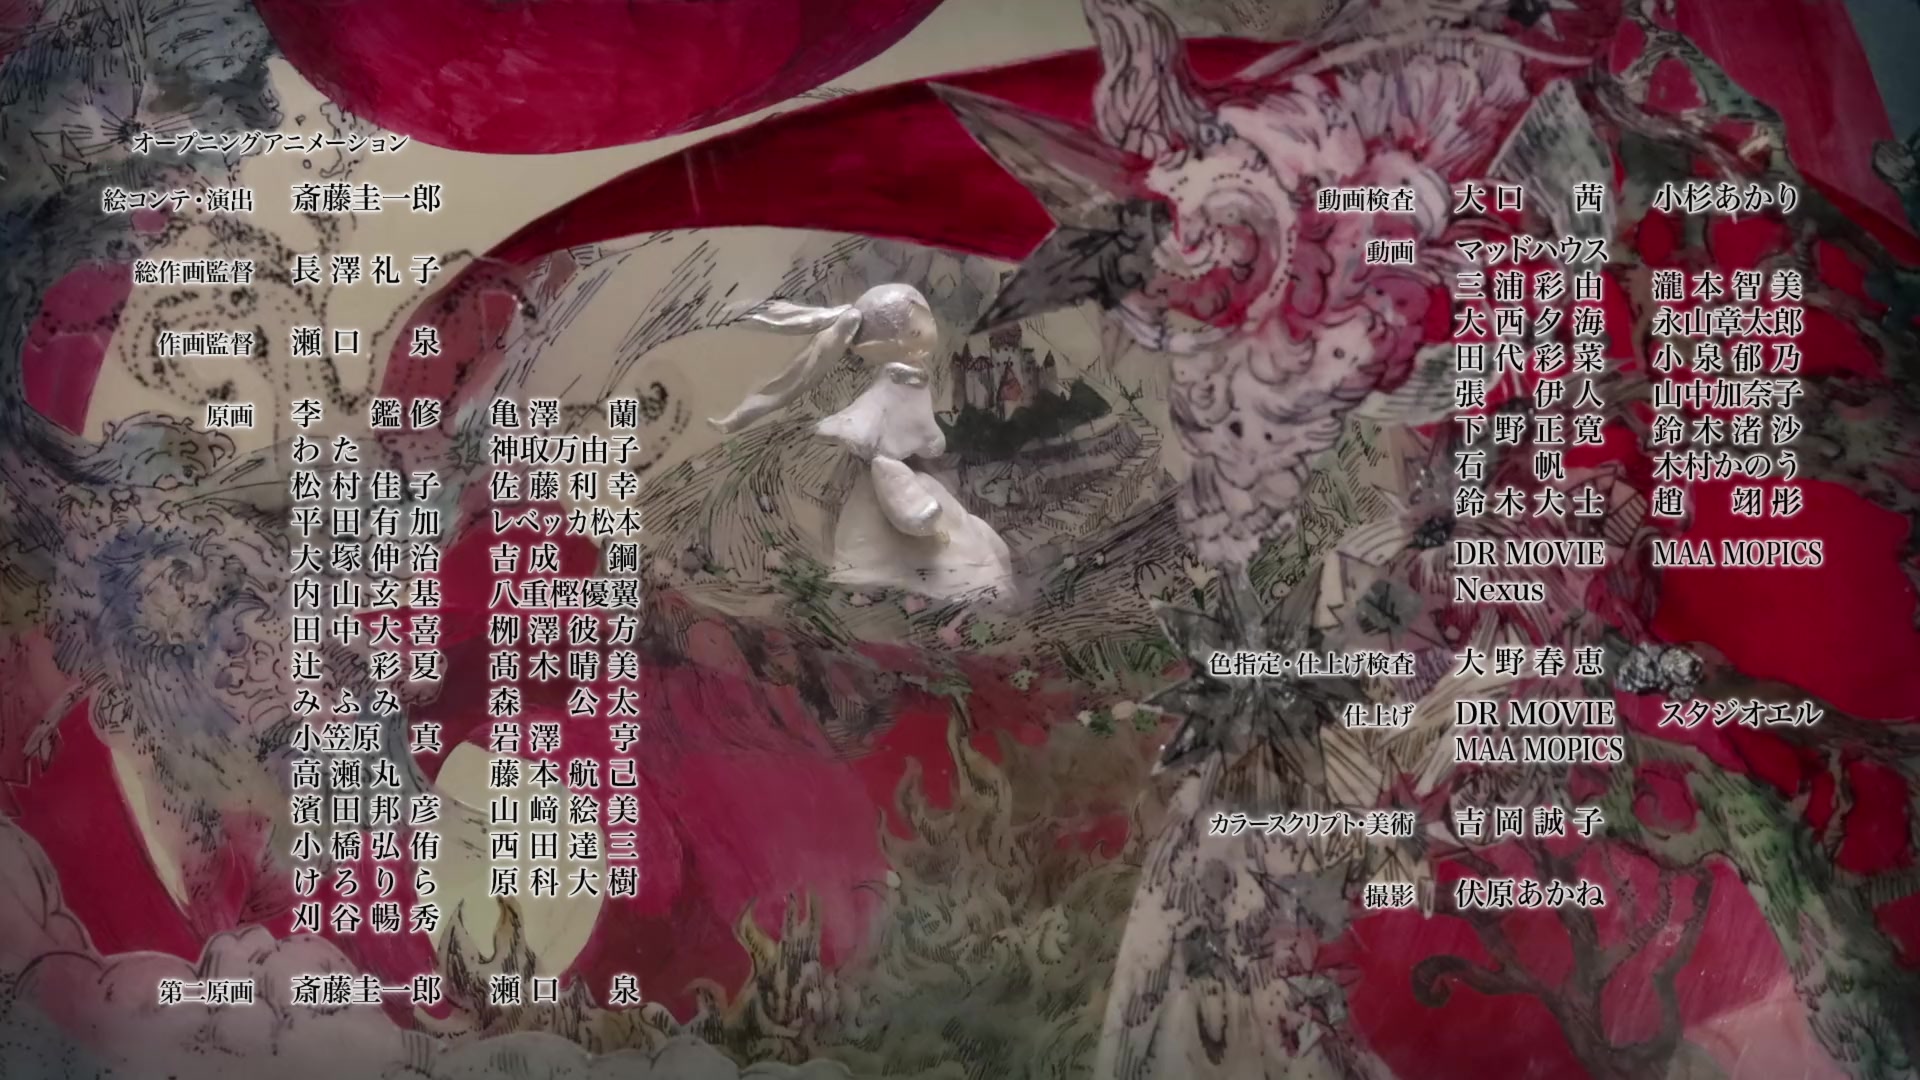 オープニングアニメーション
絵コンテ・演出 斎藤圭一郎
総作画監督 長澤礼子
作画監督 瀬口 泉
原画 李 鑑修 亀澤 蘭
わた 神取万由子
松村佳子 佐藤利幸
平田有加 レベッカ松本
大塚伸治 吉成 鋼
内山玄基 八重樫優翼
田中大喜 栁澤彼方
辻 彩夏 髙木晴美
みふみ 森 公太
小笠原 真 岩澤 亨
高瀬丸 藤本航己
濱田邦彦 山﨑絵美
小橋弘侑 西田達三
けろりら 原科大樹
刈谷暢秀
第二原画 斎藤圭一郎 瀬口 泉
動画検査 大口 茜 小杉あかり
動画 マッドハウス
三浦彩由 瀧本智美
大西夕海 永山章太郎
田代彩菜 小泉郁乃
張 伊人 山中加奈子
下野正寛 鈴木渚沙
石 帆 木村かのう
鈴木大士 趙 翊彤
DR MOVIE MAA MOPICS
Nexus
色指定・仕上げ検査 大野春恵
仕上げ DR MOVIE スタジオエル
MAA MOPICS
カラースクリプト・美術 吉岡誠子
撮影 伏原あかね